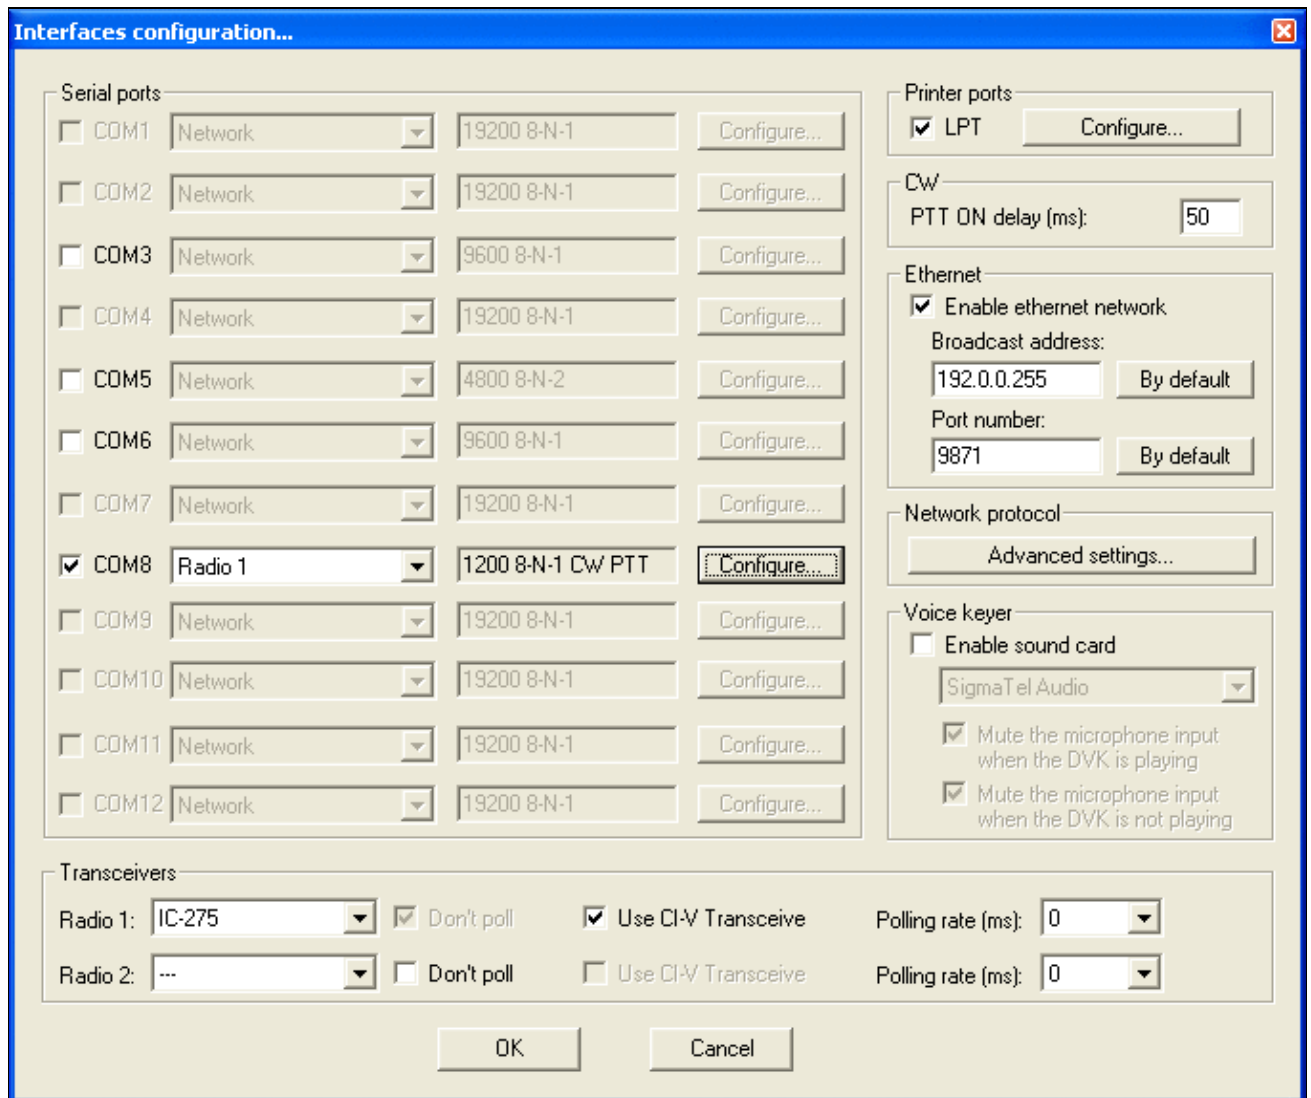 Interfaces configuration...
Serial ports
COM1 Network 19200 8-N-1 Configure...
COM2 Network 19200 8-N-1 Configure...
COM3 Network 9600 8-N-1 Configure...
COM4 Network 19200 8-N-1 Configure...
COM5 Network 4800 8-N-2 Configure...
COM6 Network 9600 8-N-1 Configure...
COM7 Network 19200 8-N-1 Configure...
COM8 Radio 1 1200 8-N-1 CW PTT Configure...
COM9 Network 19200 8-N-1 Configure...
COM10 Network 19200 8-N-1 Configure...
COM11 Network 19200 8-N-1 Configure...
COM12 Network 19200 8-N-1 Configure...
Printer ports
LPT Configure...
CW
PTT ON delay (ms): 50
Ethernet
Enable ethernet network
Broadcast address:
192.0.0.255 By default
Port number:
9871 By default
Network protocol
Advanced settings...
Voice keyer
Enable sound card
SigmaTel Audio
Mute the microphone input
when the DVK is playing
Mute the microphone input
when the DVK is not playing
Transceivers
Radio 1: IC-275 Don't poll Use CI-V Transceive Polling rate (ms): 0
Radio 2: --- Don't poll Use CI-V Transceive Polling rate (ms): 0
OK Cancel